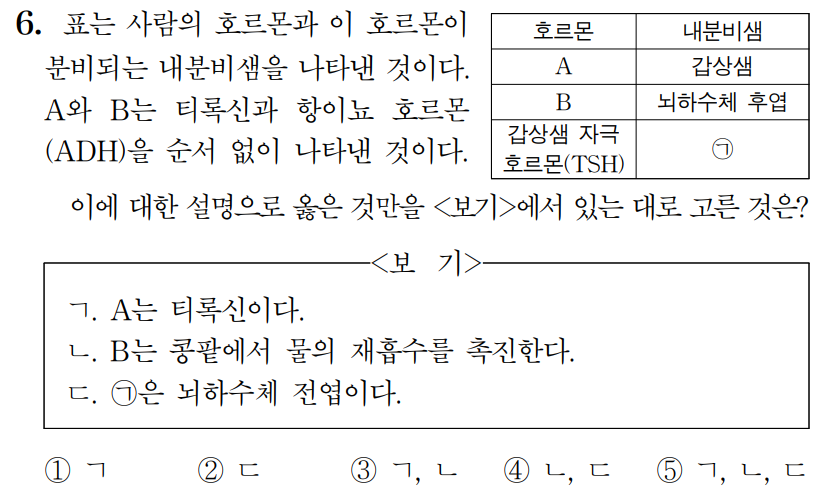 6. 표는 사람의 호르몬과 이 호르몬이
분비되는 내분비샘을 나타낸 것이다.
A와 B는 티록신과 항이뇨 호르몬
(ADH)을 순서 없이 나타낸 것이다.
호르몬 내분비샘
A 갑상샘
B 뇌하수체 후엽
갑상샘 자극
호르몬(TSH) ㉠
이에 대한 설명으로 옳은 것만을 <보기>에서 있는 대로 고른 것은?
<보 기>
ㄱ. A는 티록신이다.
ㄴ. B는 콩팥에서 물의 재흡수를 촉진한다.
ㄷ. ㉠은 뇌하수체 전엽이다.
① ㄱ ② ㄷ ③ ㄱ, ㄴ ④ ㄴ, ㄷ ⑤ ㄱ, ㄴ, ㄷ